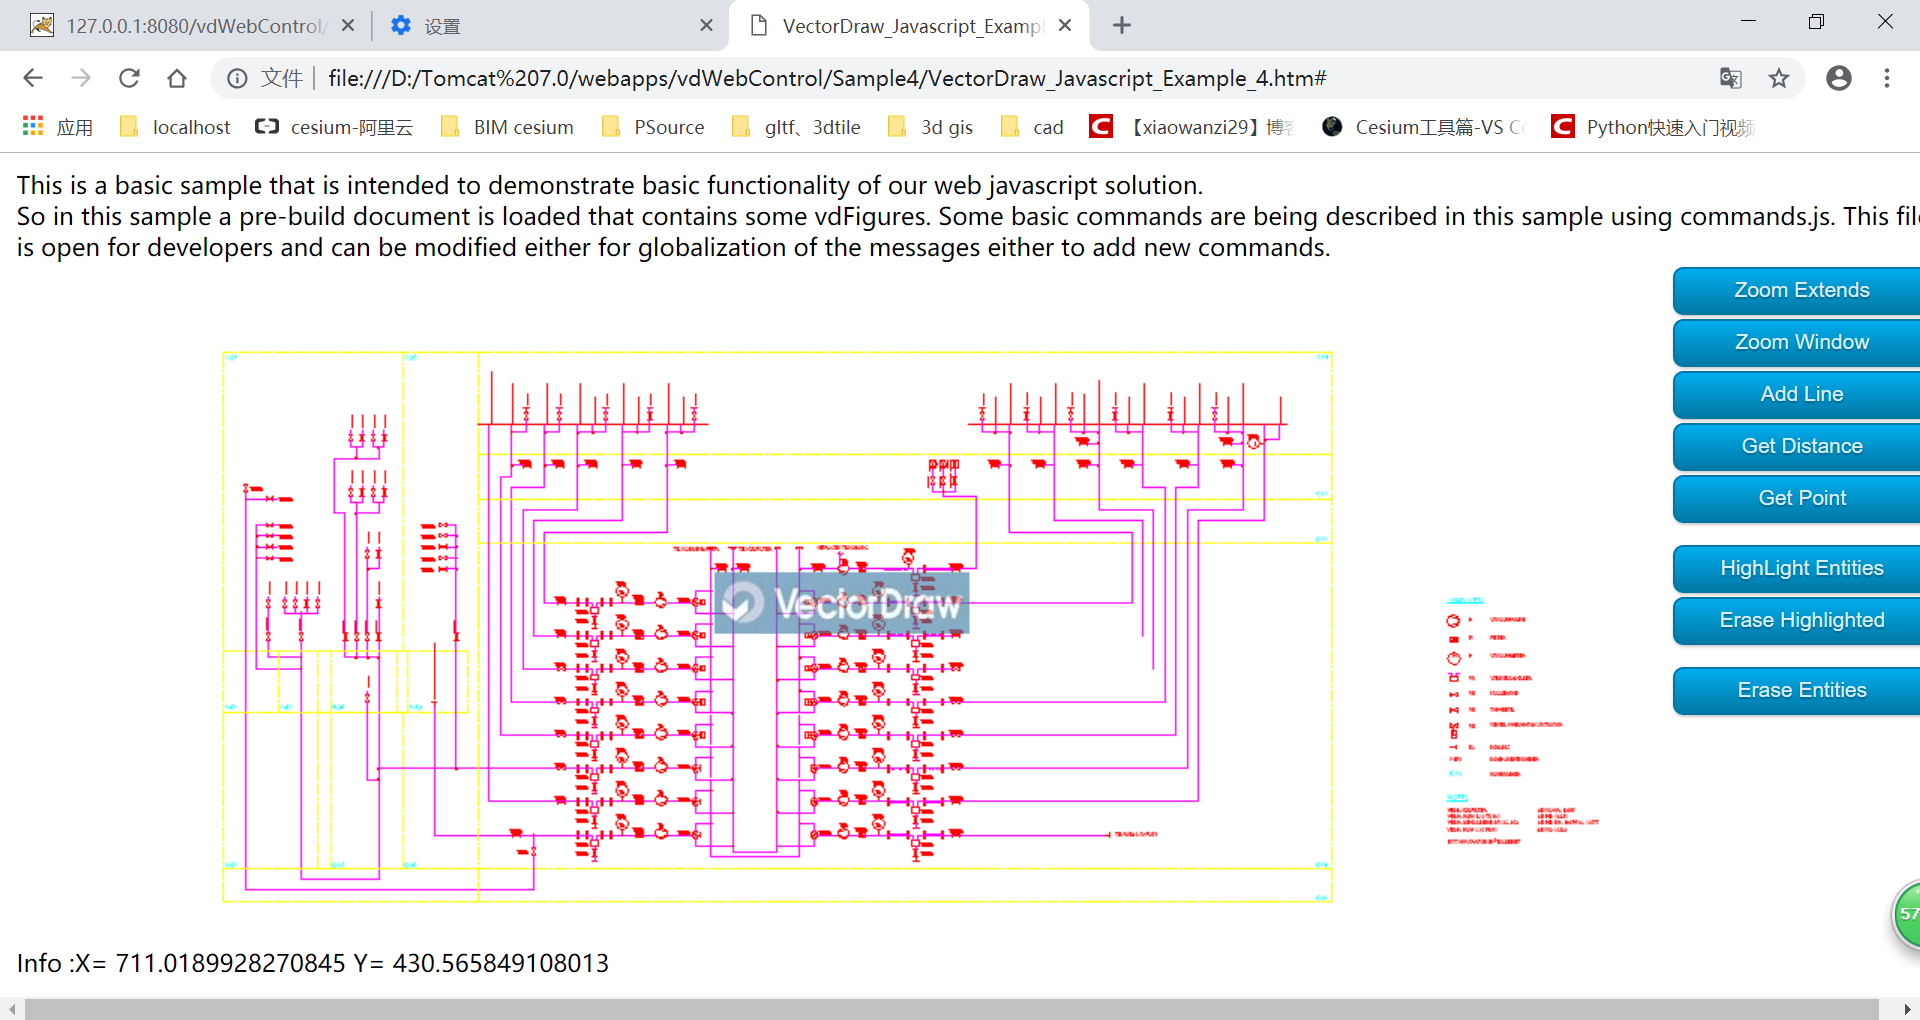 127.0.0.1:8080/vdWebControl/
设置
VectorDraw_Javascript_Exampl
文件
file:///D:/Tomcat%207.0/webapps/vdWebControl/Sample4/VectorDraw_Javascript_Example_4.htm#
应用
localhost
cesium-阿里云
BIM cesium
PSource
gltf、3dtile
3d gis
cad
【xiaowanzi29】博客
Cesium工具篇-VS Co
Python快速入门视频
This is a basic sample that is intended to demonstrate basic functionality of our web javascript solution.
So in this sample a pre-build document is loaded that contains some vdFigures. Some basic commands are being described in this sample using commands.js. This file
is open for developers and can be modified either for globalization of the messages either to add new commands.
Zoom Extends
Zoom Window
Add Line
Get Distance
Get Point
HighLight Entities
Erase Highlighted
Erase Entities
VectorDraw
57
Info :X= 711.0189928270845 Y= 430.565849108013